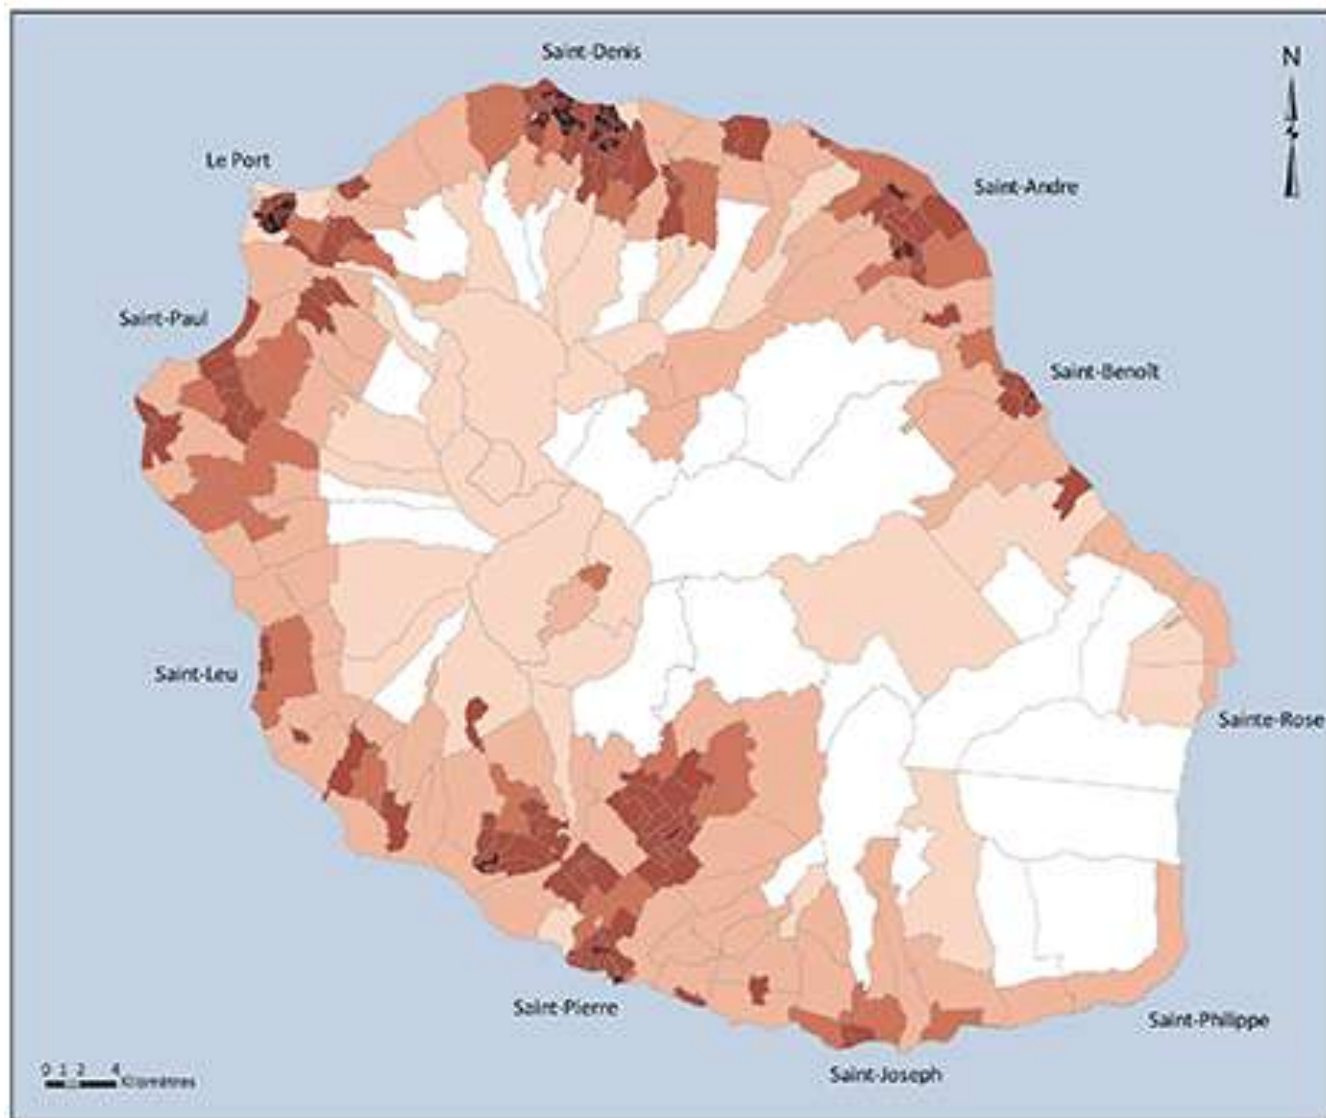 Saint-Denis
N
Le Port
Saint-Andre
Saint-Paul
Saint-Benoît
Saint-Leu
Sainte-Rose
Saint-Pierre
Saint-Philippe
Saint-Joseph
0 1 2 4
Kilomètres